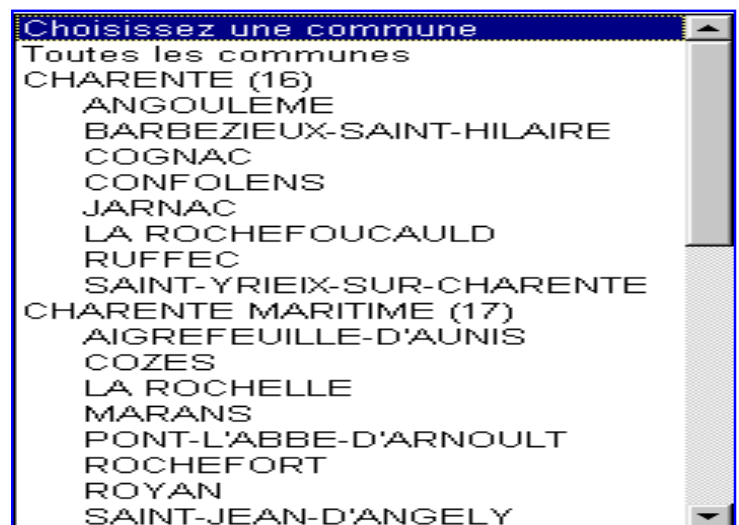 Choisissez une commune
Toutes les communes
CHARENTE (16)
ANGOULEME
BARBEZIEUX-SAINT-HILAIRE
COGNAC
CONFOLENS
JARNAC
LA ROCHEFOUCAULD
RUFFEC
SAINT-YRIEIX-SUR-CHARENTE
CHARENTE MARITIME (17)
AIGREFEUILLE-D'AUNIS
COZES
LA ROCHELLE
MARANS
PONT-L'ABBE-D'ARNOULT
ROCHEFORT
ROYAN
SAINT-JEAN-D'ANGELY